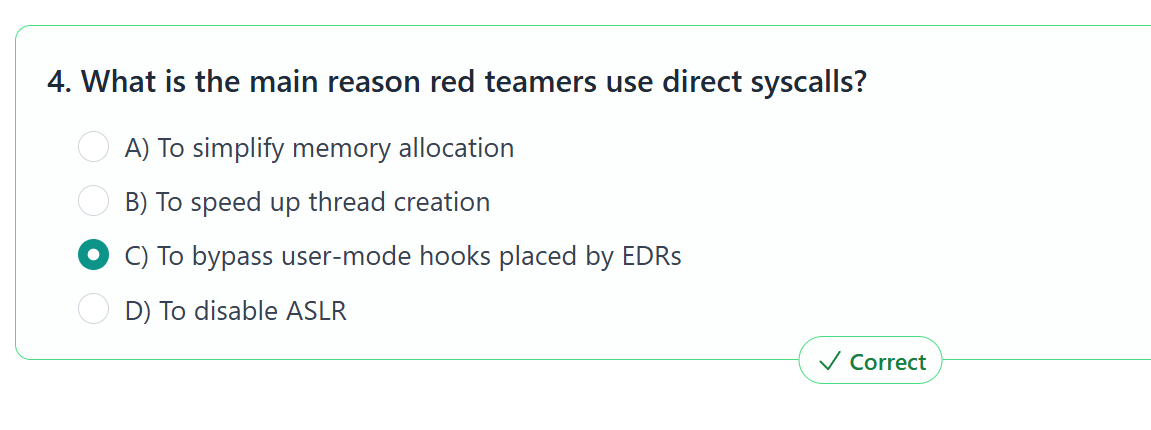 4. What is the main reason red teamers use direct syscalls?
A) To simplify memory allocation
B) To speed up thread creation
C) To bypass user-mode hooks placed by EDRs
D) To disable ASLR
✓ Correct